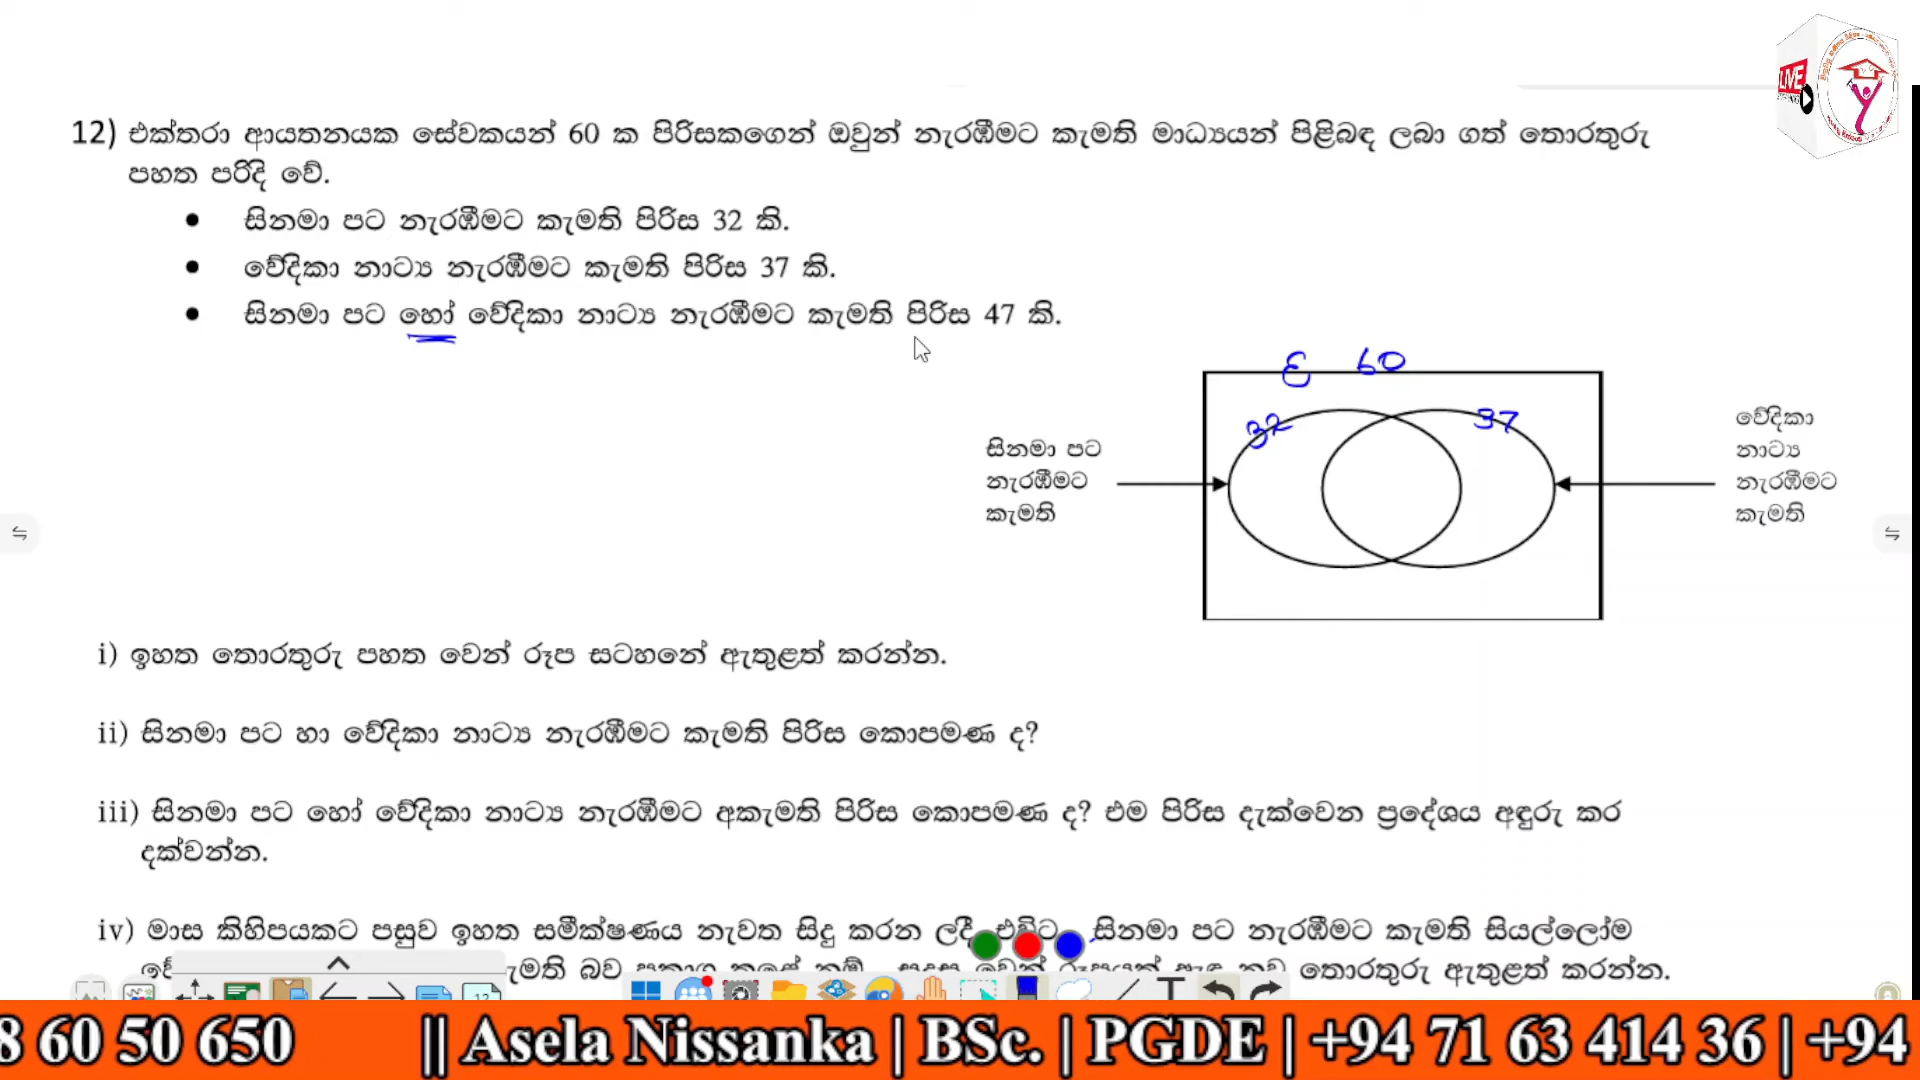 12) එක්තරා ආයතනයක සේවකයන් 60 ක පිරිසකගෙන් ඔවුන් නැරඹීමට කැමති මාධ්‍යයන් පිළිබඳ ලබා ගත් තොරතුරු
පහත පරිදි වේ.
• සිනමා පට නැරඹීමට කැමති පිරිස 32 කි.
• වේදිකා නාට්‍ය නැරඹීමට කැමති පිරිස 37 කි.
• සිනමා පට හෝ වේදිකා නාට්‍ය නැරඹීමට කැමති පිරිස 47 කි.
ε 60
32
37
සිනමා පට
නැරඹීමට
කැමති
වේදිකා
නාට්‍ය
නැරඹීමට
කැමති
i) ඉහත තොරතුරු පහත වෙන් රූප සටහනේ ඇතුළත් කරන්න.
ii) සිනමා පට හා වේදිකා නාට්‍ය නැරඹීමට කැමති පිරිස කොපමණ ද?
iii) සිනමා පට හෝ වේදිකා නාට්‍ය නැරඹීමට අකැමති පිරිස කොපමණ ද? එම පිරිස දැක්වෙන ප්‍රදේශය අඳුරු කර
දක්වන්න.
iv) මාස කිහිපයකට පසුව ඉහත සමීක්ෂණය නැවත සිදු කරන ලදී, එවිට සිනමා පට නැරඹීමට කැමති සියල්ලෝම
බව තොරතුරු ඇතුළත් කරන්න.
LIVE
8 60 50 650 || Asela Nissanka | BSc. | PGDE | +94 71 63 414 36 | +94